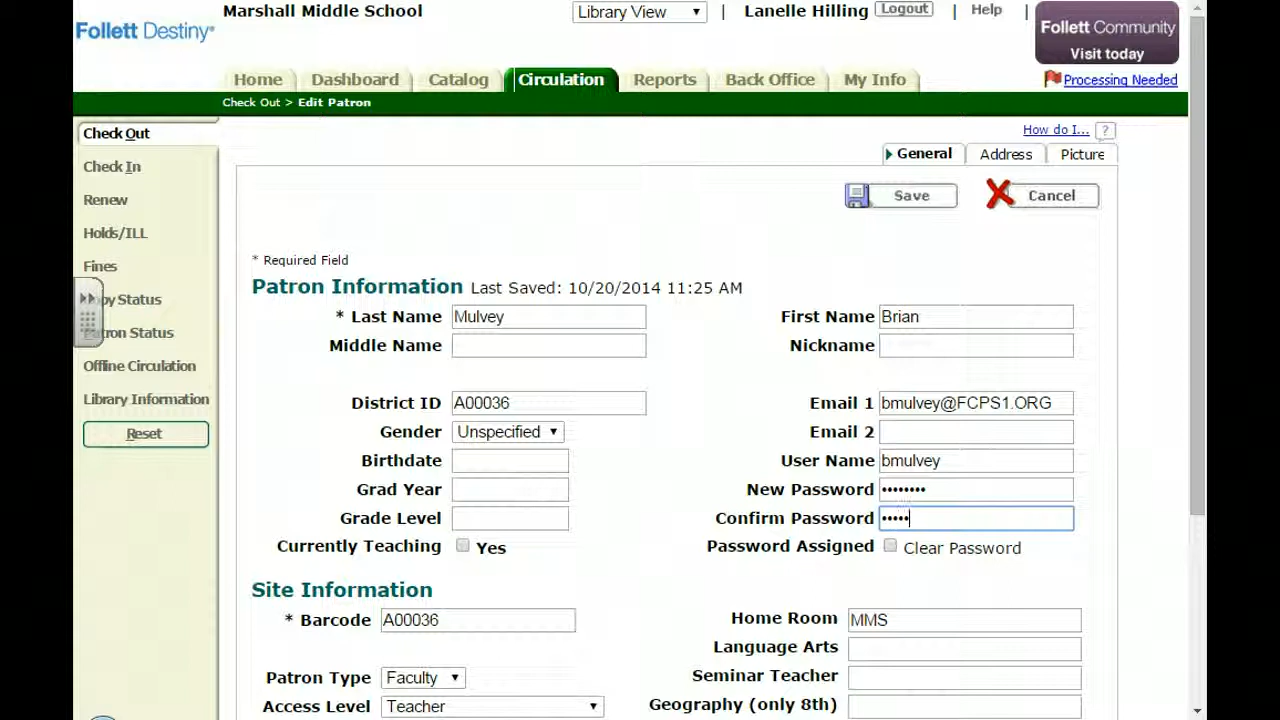 Marshall Middle School
Library View
Lanelle Hilling
Logout
Help
Follett Destiny
Follett Community
Visit today
Home
Dashboard
Catalog
Circulation
Reports
Back Office
My Info
Processing Needed
Check Out > Edit Patron
How do I... ?
Check Out
Check In
Renew
Holds/ILL
Fines
Status
Status
Offline Circulation
Library Information
Reset
General
Address
Picture
Save
Cancel
* Required Field
Patron Information Last Saved: 10/20/2014 11:25 AM
* Last Name Mulvey
First Name Brian
Middle Name
Nickname
District ID A00036
Email 1 bmulvey@FCPS1.ORG
Gender Unspecified
Email 2
Birthdate
User Name bmulvey
Grad Year
New Password ••••••••
Grade Level
Confirm Password •••••
Currently Teaching Yes
Password Assigned Clear Password
Site Information
* Barcode A00036
Home Room MMS
Language Arts
Patron Type Faculty
Seminar Teacher
Access Level Teacher
Geography (only 8th)